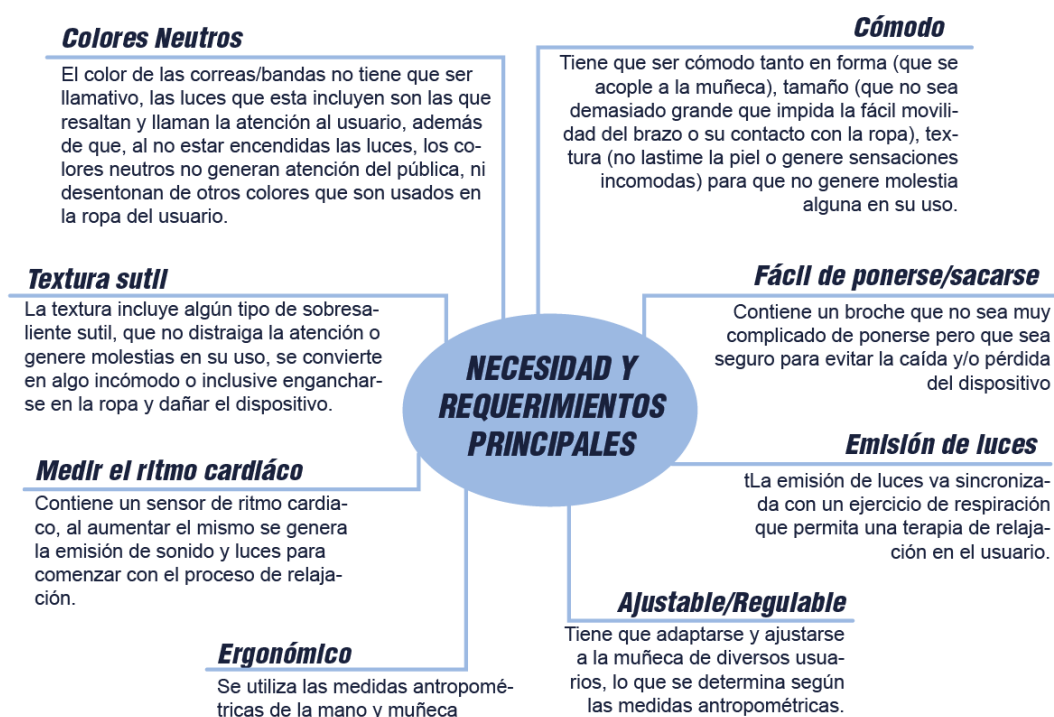 Colores Neutros
El color de las correas/bandas no tiene que ser
llamativo, las luces que esta incluyen son las que
resaltan y llaman la atención al usuario, además
de que, al no estar encendidas las luces, los co-
lores neutros no generan atención del pública, ni
desentonan de otros colores que son usados en
la ropa del usuario.
Cómodo
Tiene que ser cómodo tanto en forma (que se
acople a la muñeca), tamaño (que no sea
demasiado grande que impida la fácil movili-
dad del brazo o su contacto con la ropa), tex-
tura (no lastime la piel o genere sensaciones
incomodas) para que no genere molestia
alguna en su uso.
Textura sutil
La textura incluye algún tipo de sobresa-
liente sutil, que no distraiga la atención o
genere molestias en su uso, se convierte
en algo incómodo o inclusive enganchar-
se en la ropa y dañar el dispositivo.
Fácil de ponerse/sacarse
Contiene un broche que no sea muy
complicado de ponerse pero que sea
seguro para evitar la caída y/o pérdida
del dispositivo
NECESIDAD Y
REQUERIMIENTOS
PRINCIPALES
Medir el ritmo cardiáco
Contiene un sensor de ritmo cardia-
co, al aumentar el mismo se genera
la emisión de sonido y luces para
comenzar con el proceso de relaja-
ción.
Emisión de luces
tLa emisión de luces va sincroniza-
da con un ejercicio de respiración
que permita una terapia de relaja-
ción en el usuario.
Ergonómico
Se utiliza las medidas antropomé-
tricas de la mano y muñeca
Ajustable/Regulable
Tiene que adaptarse y ajustarse
a la muñeca de diversos usua-
rios, lo que se determina según
las medidas antropométricas.